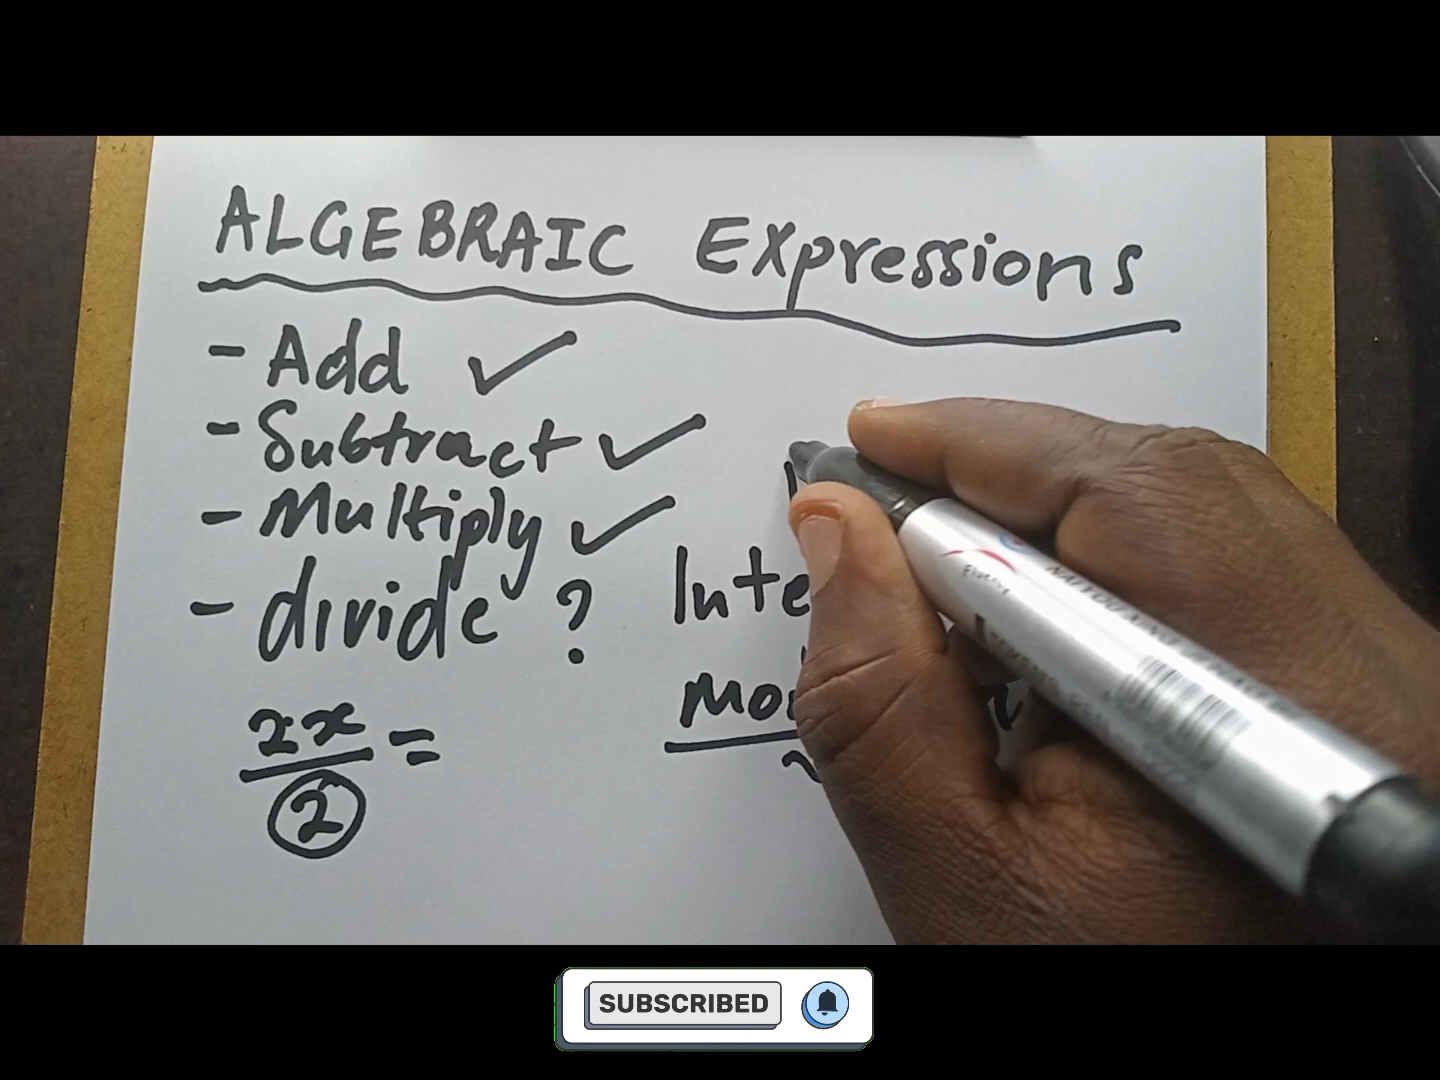 ALGEBRAIC Expressions
- Add ✓
- Subtract ✓
- Multiply ✓
- divide ?
2x
2 =
SUBSCRIBED